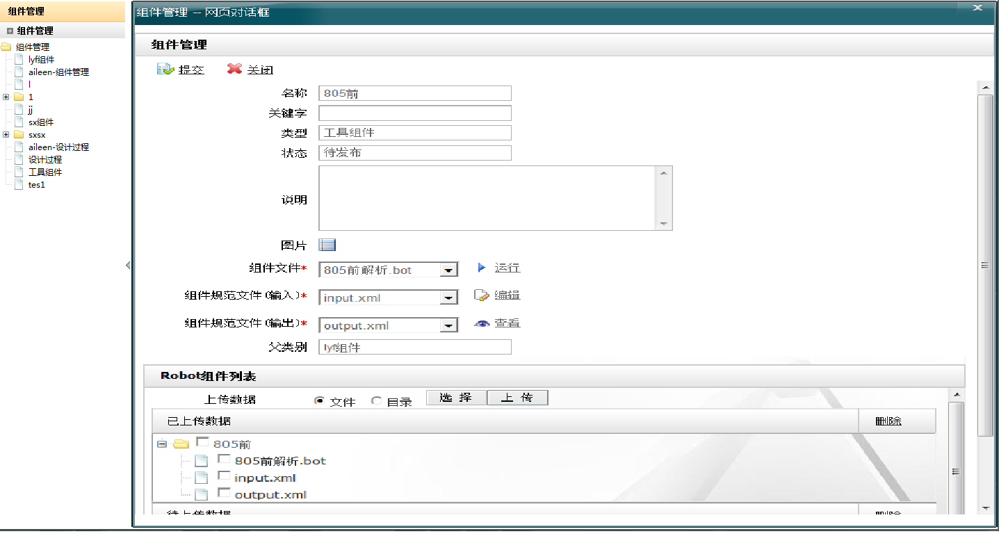 组件管理
组件管理
组件管理
lyf组件
aileen-组件管理
l
1
jj
sx组件
sxsx
aileen-设计过程
设计过程
工具组件
tes1
组件管理 -- 网页对话框
组件管理
提交 关闭
名称 805前
关键字
类型 工具组件
状态 待发布
说明
图片
组件文件* 805前解析.bot 运行
组件规范文件(输入)* input.xml 编辑
组件规范文件(输出)* output.xml 查看
父类别 lyf组件
Robot组件列表
上传数据 文件 目录 选 择 上 传
已上传数据 删除
805前
805前解析.bot
input.xml
output.xml
待上传数据 删除